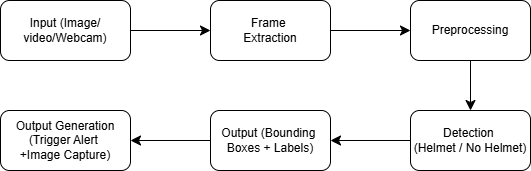 Input (Image/
video/Webcam)
Frame
Extraction
Preprocessing
Detection
(Helmet / No Helmet)
Output (Bounding
Boxes + Labels)
Output Generation
(Trigger Alert
+Image Capture)